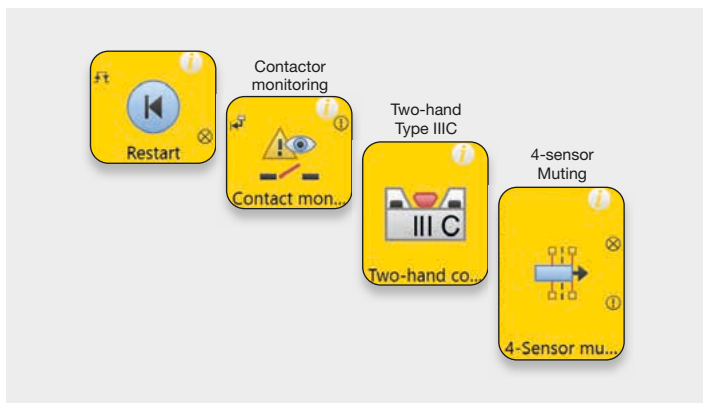 Restart
Contactor
monitoring
Contact mon...
Two-hand
Type IIIC
III C
Two-hand co...
4-sensor
Muting
4-Sensor mu...